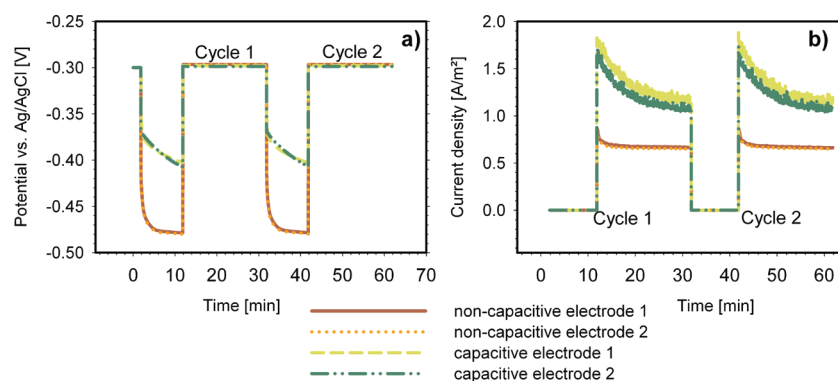 a)
-0.25
-0.30
-0.35
-0.40
-0.45
-0.50
Potential vs. Ag/AgCl [V]
Cycle 1
Cycle 2
0
10
20
30
40
50
60
70
Time [min]
b)
2.0
1.5
1.0
0.5
0.0
Current density [A/m²]
Cycle 1
Cycle 2
0
10
20
30
40
50
60
Time [min]
non-capacitive electrode 1
non-capacitive electrode 2
capacitive electrode 1
capacitive electrode 2